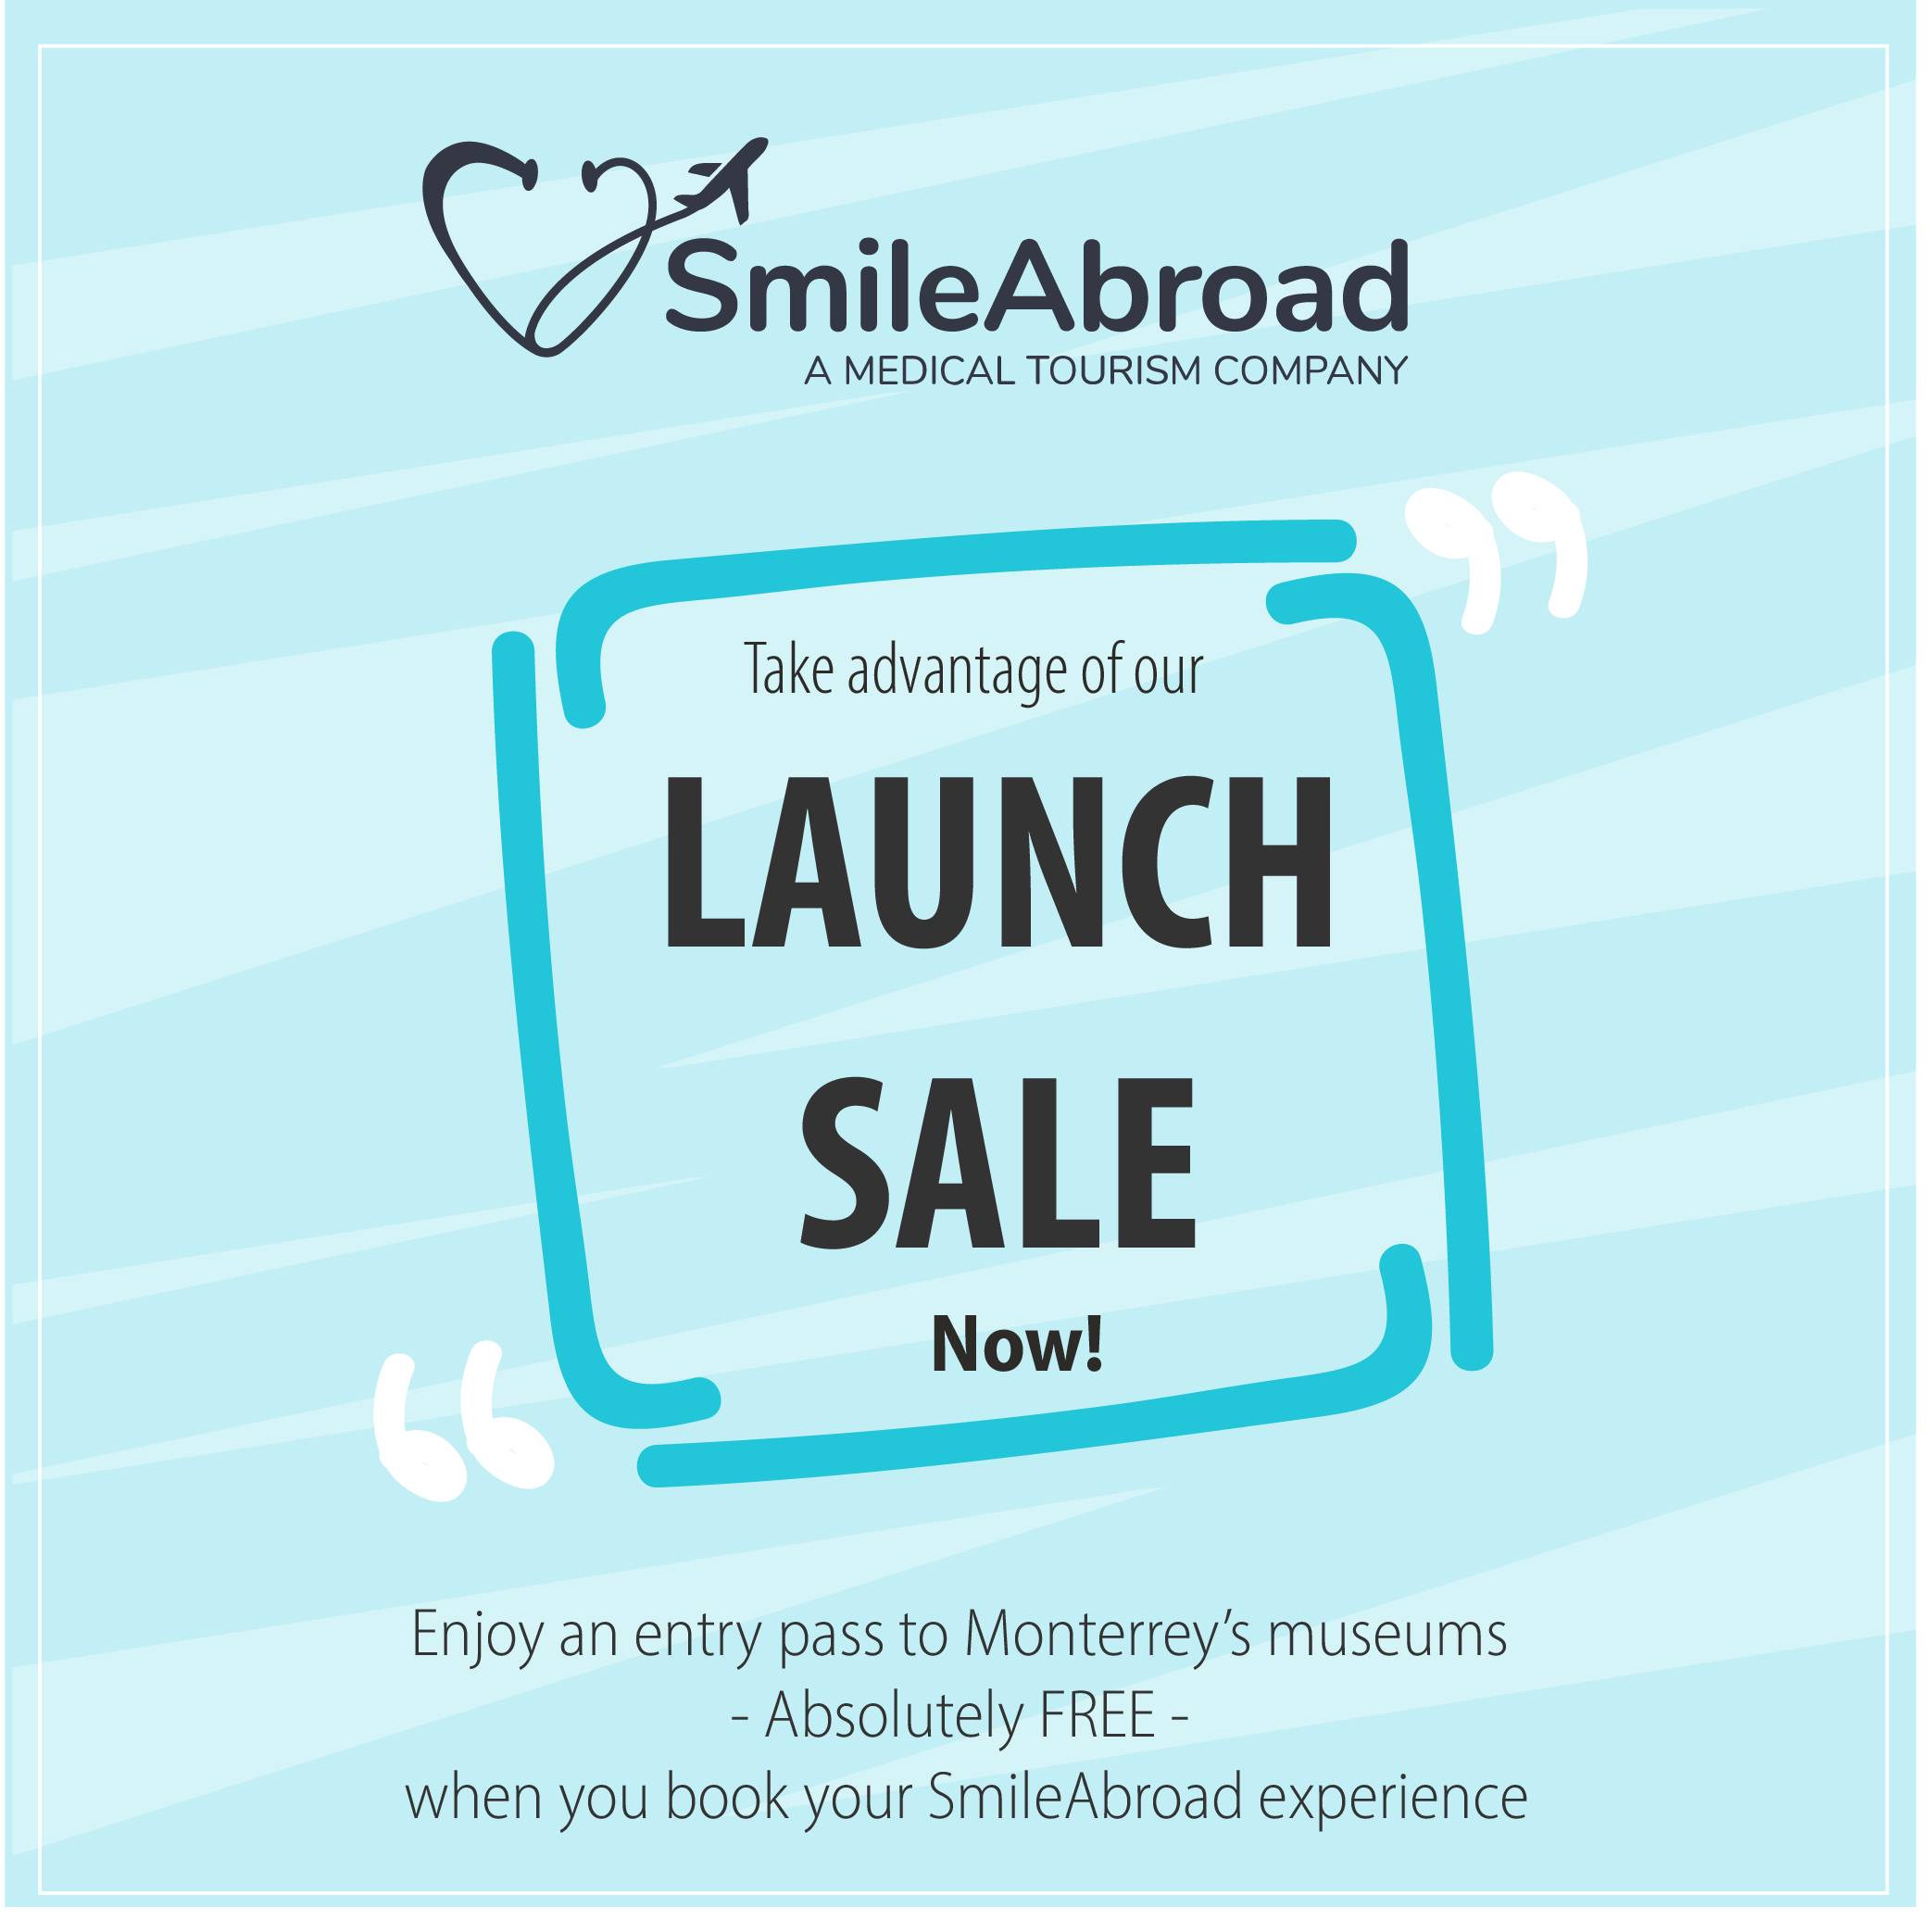 SmileAbroad
A MEDICAL TOURISM COMPANY
Take advantage of our
LAUNCH
SALE
Now!
Enjoy an entry pass to Monterrey’s museums
- Absolutely FREE -
when you book your SmileAbroad experience